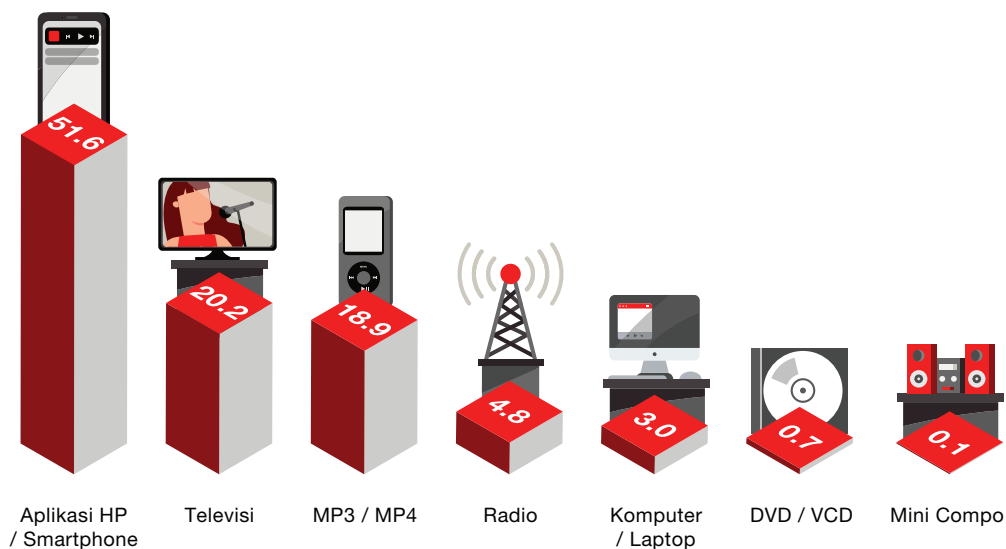 51.6
20.2
18.9
4.8
3.0
0.7
0.1
Aplikasi HP
/ Smartphone
Televisi
MP3 / MP4
Radio
Komputer
/ Laptop
DVD / VCD
Mini Compo